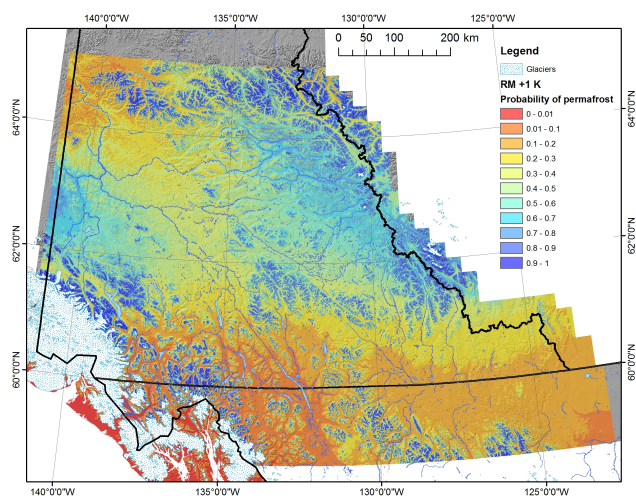 140°0'0"W 135°0'0"W 130°0'0"W 125°0'0"W
0 50 100 200 km
Legend
Glaciers
RM +1 K
Probability of permafrost
0 - 0.01
0.01 - 0.1
0.1 - 0.2
0.2 - 0.3
0.3 - 0.4
0.4 - 0.5
0.5 - 0.6
0.6 - 0.7
0.7 - 0.8
0.8 - 0.9
0.9 - 1
64°0'0"N 64°0'0"N
62°0'0"N 62°0'0"N
60°0'0"N 60°0'0"N
140°0'0"W 135°0'0"W 130°0'0"W 125°0'0"W